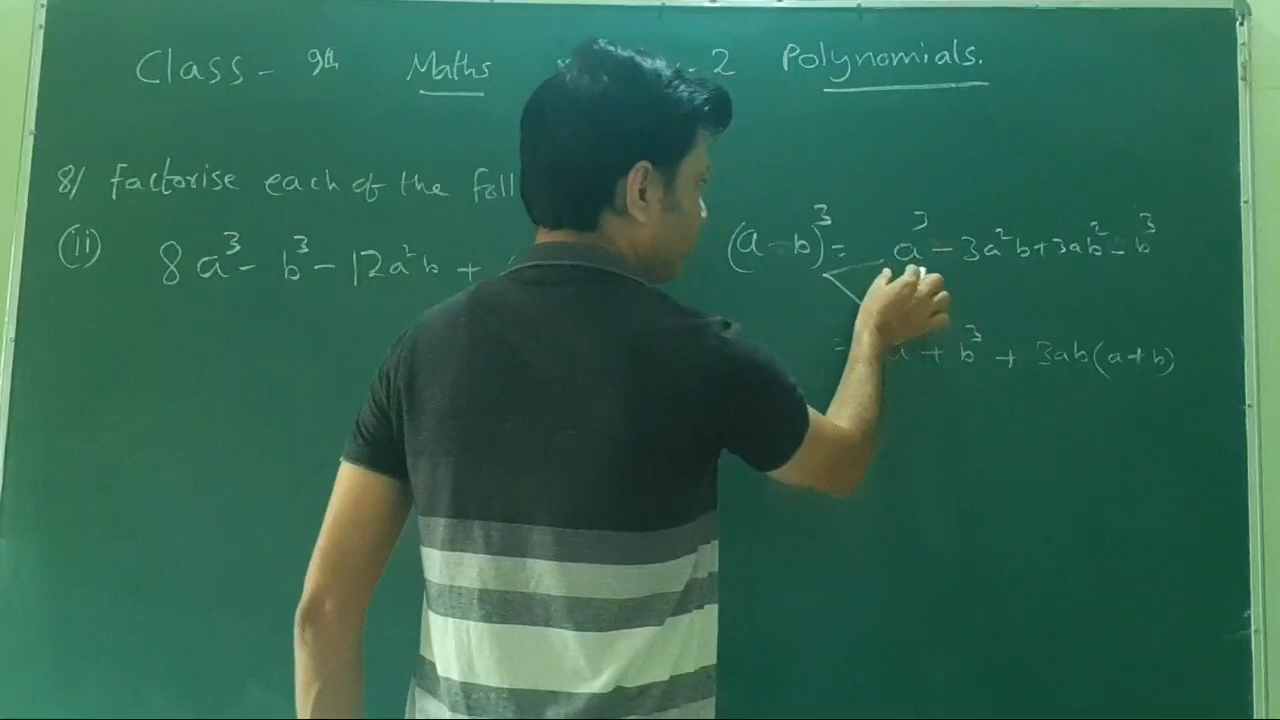 Class - 9th Maths - 2 Polynomials.
8/ Factorise each of the
(ii) 8a³ - b³ - 12a²b +
(a - b)³ = a³ - 3a²b + 3ab² - b³
= a + b³ + 3ab(a+b)